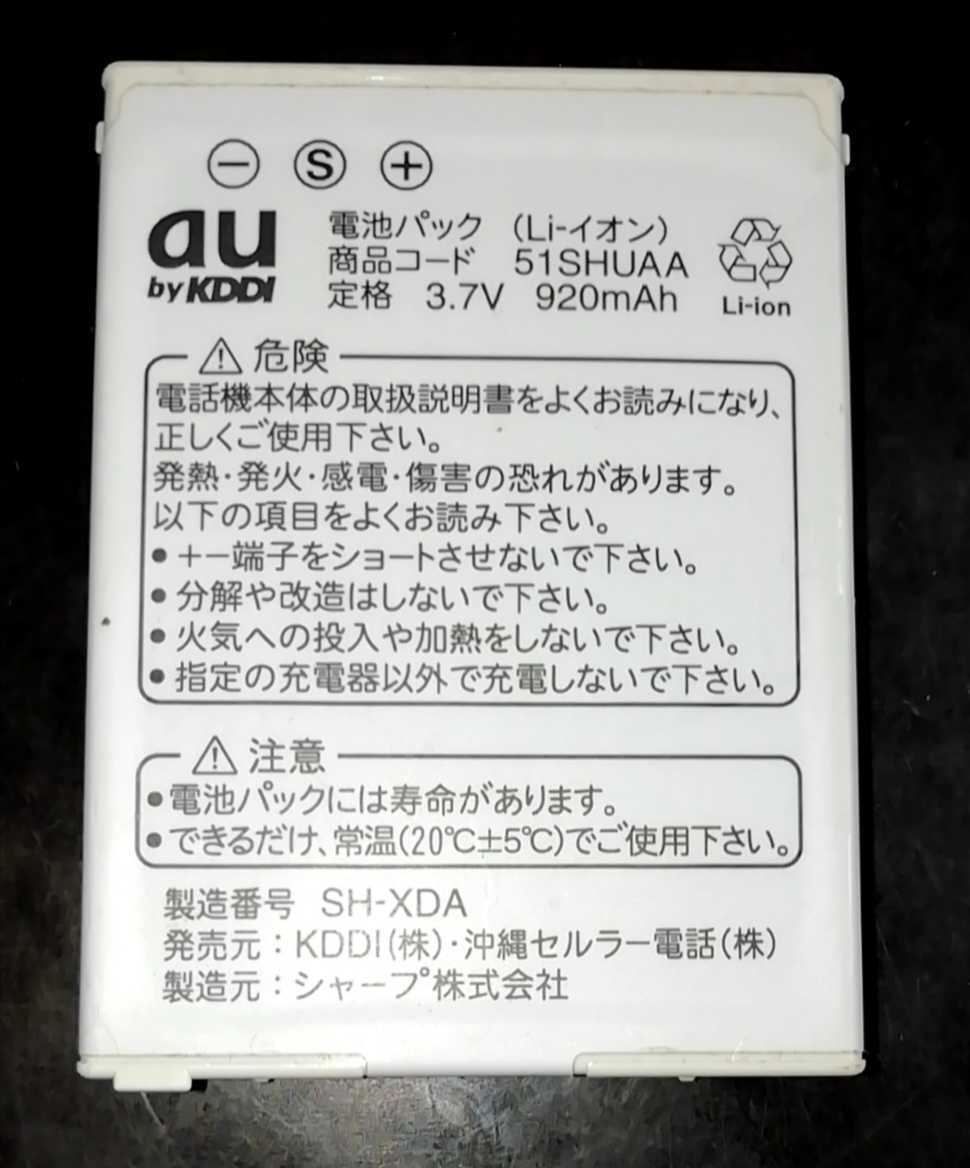 ⊖ Ⓢ ⊕
au
by KDDI
電池パック (Li-イオン)
商品コード 51SHUAA
定格 3.7V 920mAh
Li-ion
⚠ 危険
電話機本体の取扱説明書をよくお読みになり、
正しくご使用下さい。
発熱・発火・感電・傷害の恐れがあります。
以下の項目をよくお読み下さい。
●+−端子をショートさせないで下さい。
●分解や改造はしないで下さい。
●火気への投入や加熱をしないで下さい。
●指定の充電器以外で充電しないで下さい。
⚠ 注意
●電池パックには寿命があります。
●できるだけ、常温(20℃±5℃)でご使用下さい。
製造番号 SH-XDA
発売元:KDDI(株)・沖縄セルラー電話(株)
製造元:シャープ株式会社